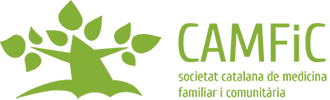 CAMFiC
societat catalana de medicina
familiar i comunitària